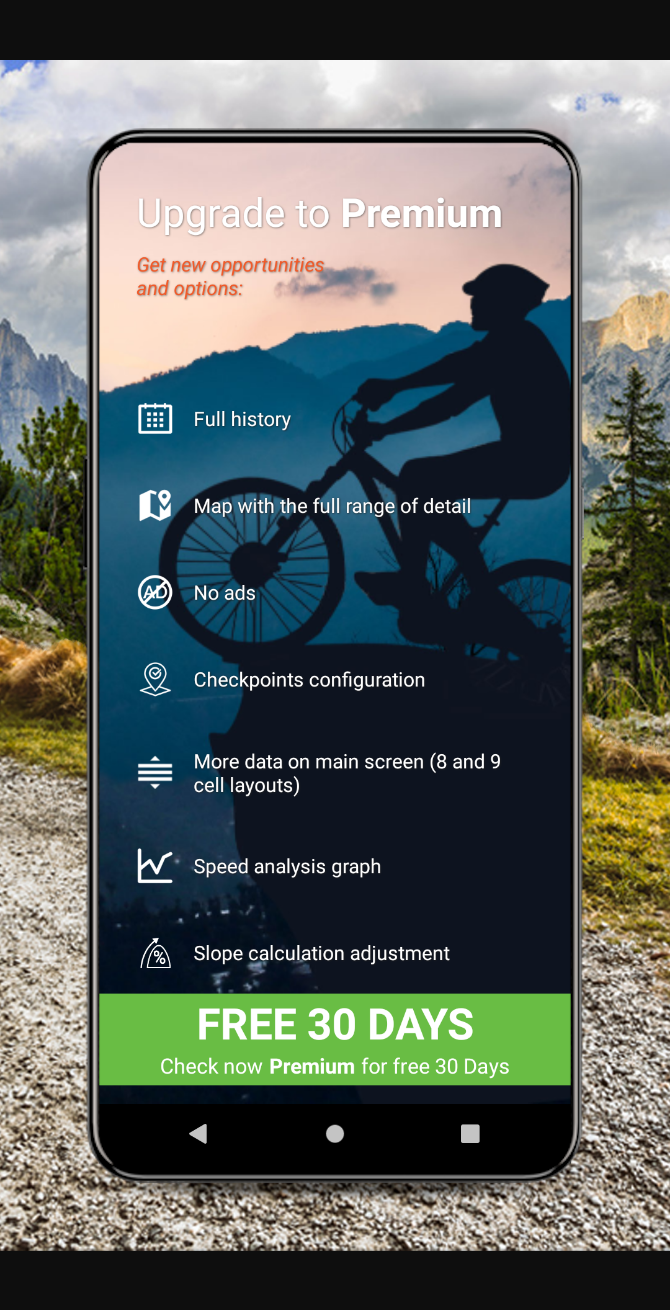 Upgrade to Premium
Get new opportunities
and options:
Full history
Map with the full range of detail
AD
No ads
Checkpoints configuration
More data on main screen (8 and 9
cell layouts)
Speed analysis graph
%
Slope calculation adjustment
FREE 30 DAYS
Check now Premium for free 30 Days